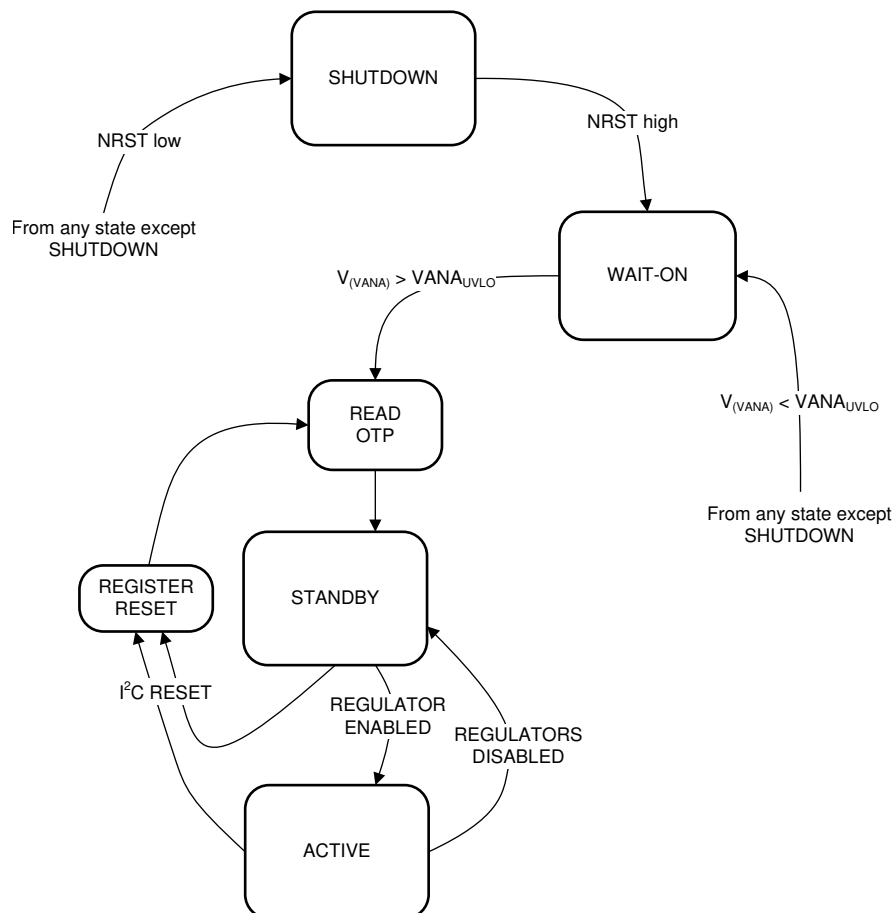 SHUTDOWN
NRST low
NRST high
From any state except
SHUTDOWN
WAIT-ON
V(VANA) > VANAUVLO
READ
OTP
V(VANA) < VANAUVLO
From any state except
SHUTDOWN
REGISTER
RESET
STANDBY
I²C RESET
REGULATOR
ENABLED
REGULATORS
DISABLED
ACTIVE